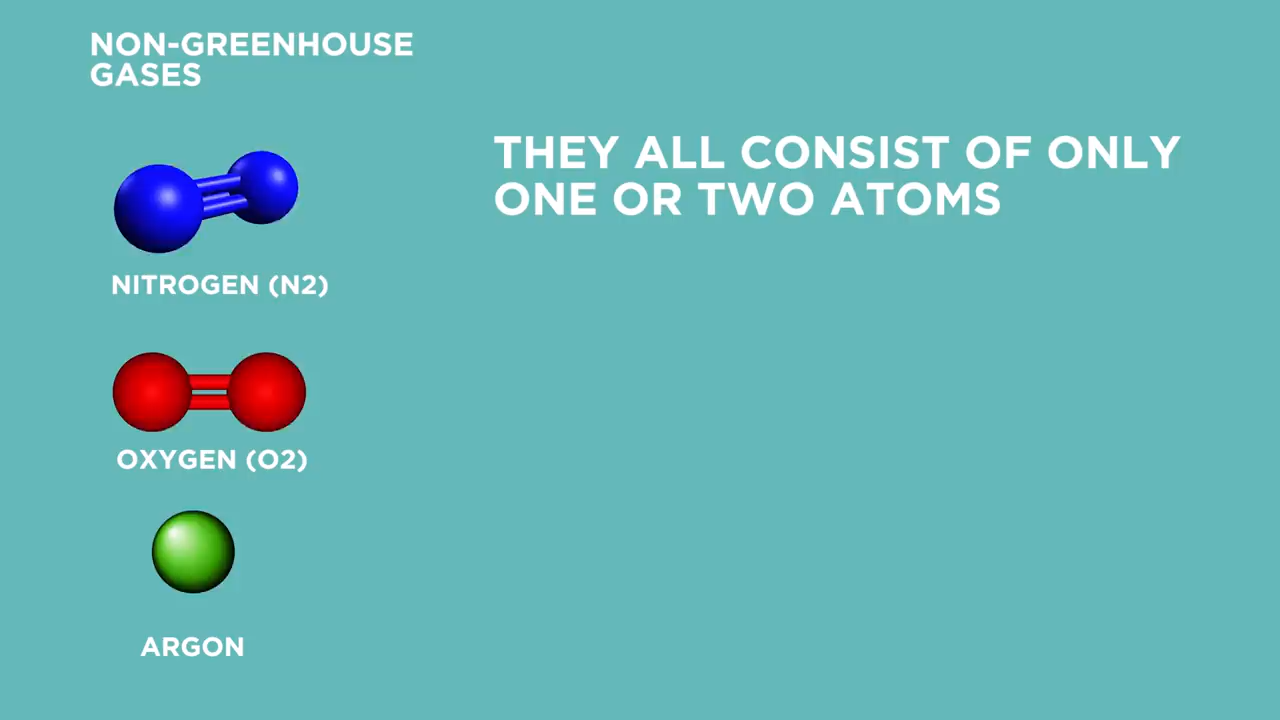 NON-GREENHOUSE
GASES
THEY ALL CONSIST OF ONLY
ONE OR TWO ATOMS
NITROGEN (N2)
OXYGEN (O2)
ARGON